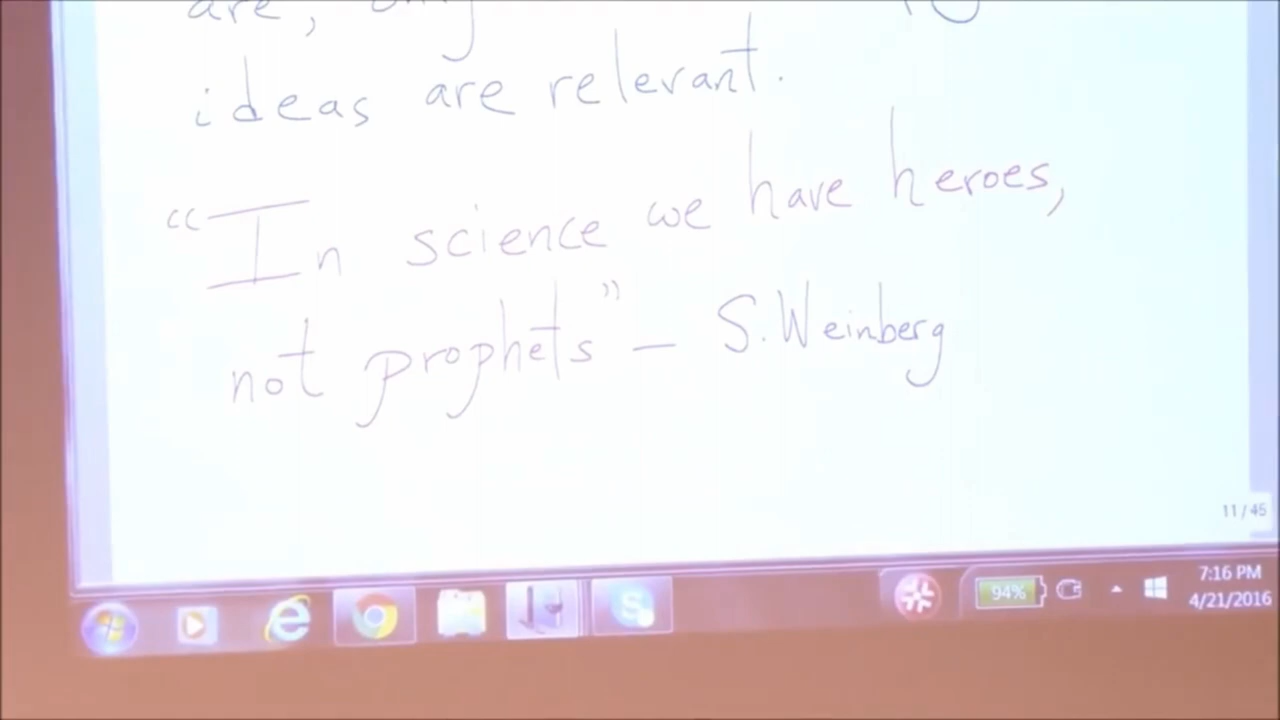 are,
ideas are relevant.
“In science we have heroes,
not prophets” – S. Weinberg
11/45
94%
7:16 PM
4/21/2016